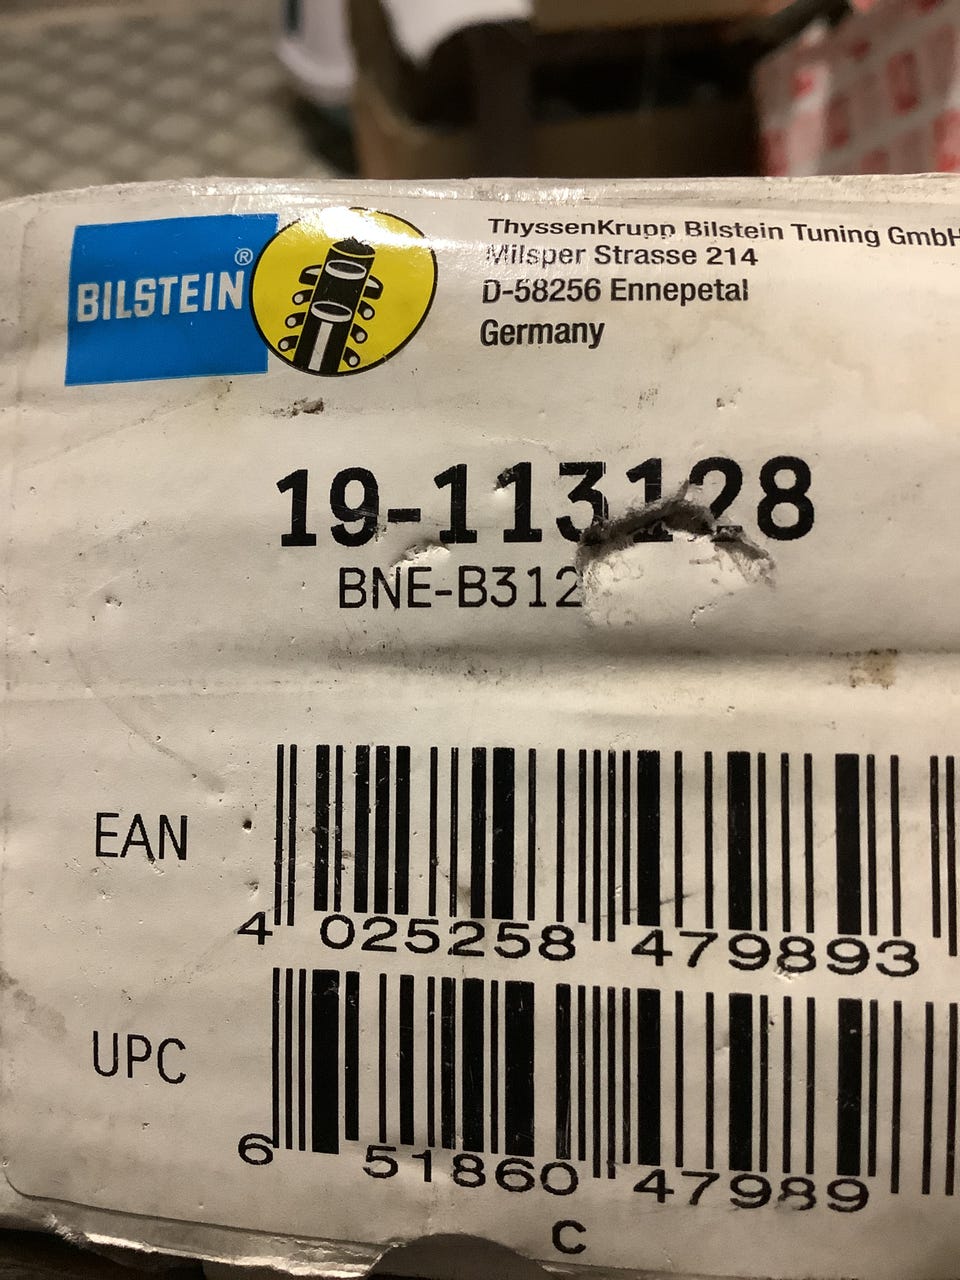 BILSTEIN®
ThyssenKrupp Bilstein Tuning GmbH
Milsper Strasse 214
D-58256 Ennepetal
Germany
19-113128
BNE-B312
EAN
4 025258 479893
UPC
6 51860 47989
C